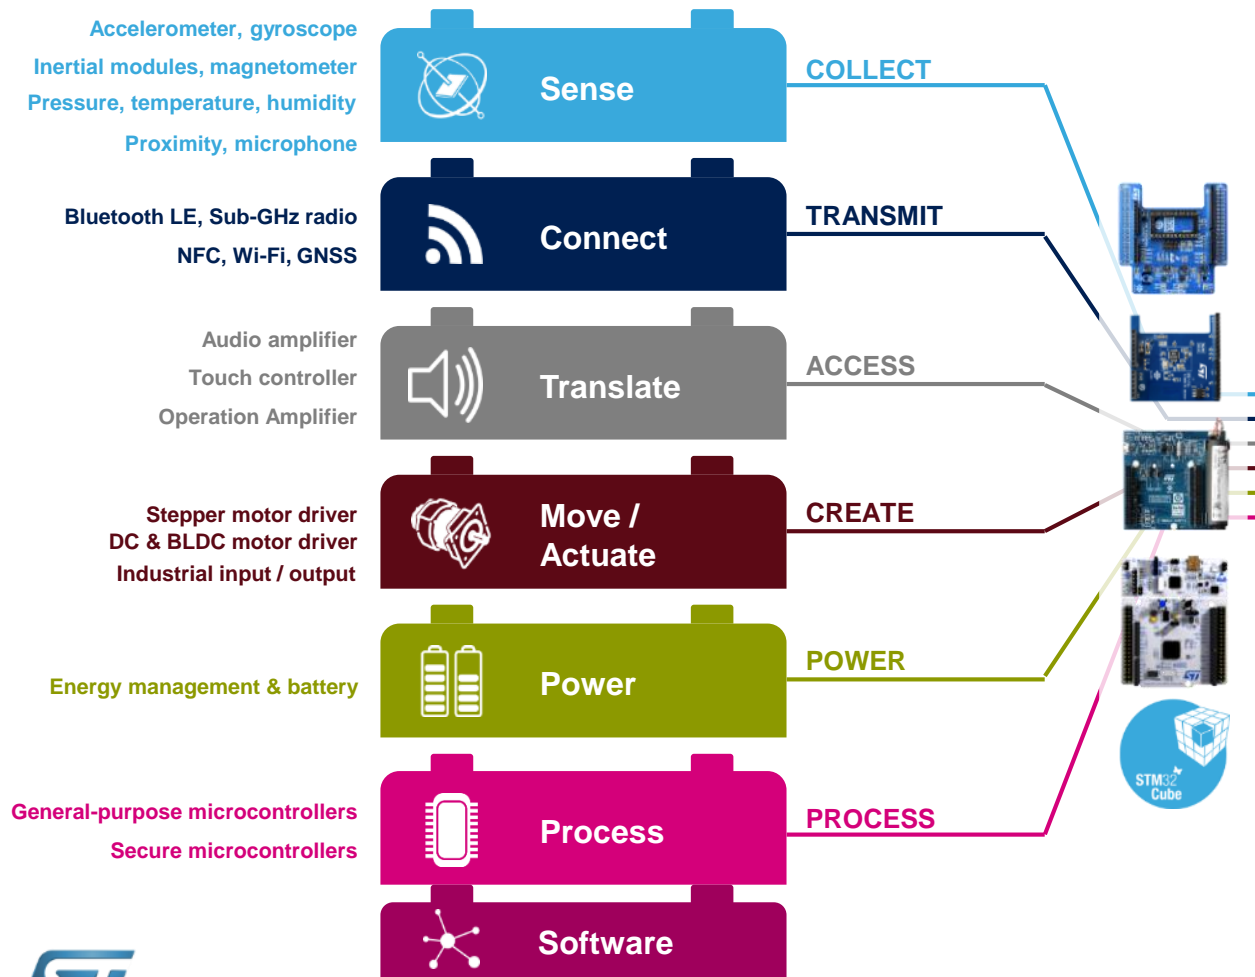 Accelerometer, gyroscope
Inertial modules, magnetometer
Pressure, temperature, humidity
Proximity, microphone
Sense
COLLECT
Bluetooth LE, Sub-GHz radio
NFC, Wi-Fi, GNSS
Connect
TRANSMIT
Audio amplifier
Touch controller
Operation Amplifier
Translate
ACCESS
Stepper motor driver
DC & BLDC motor driver
Industrial input / output
Move /
Actuate
CREATE
Energy management & battery
Power
POWER
General-purpose microcontrollers
Secure microcontrollers
Process
PROCESS
STM32
Cube
Software